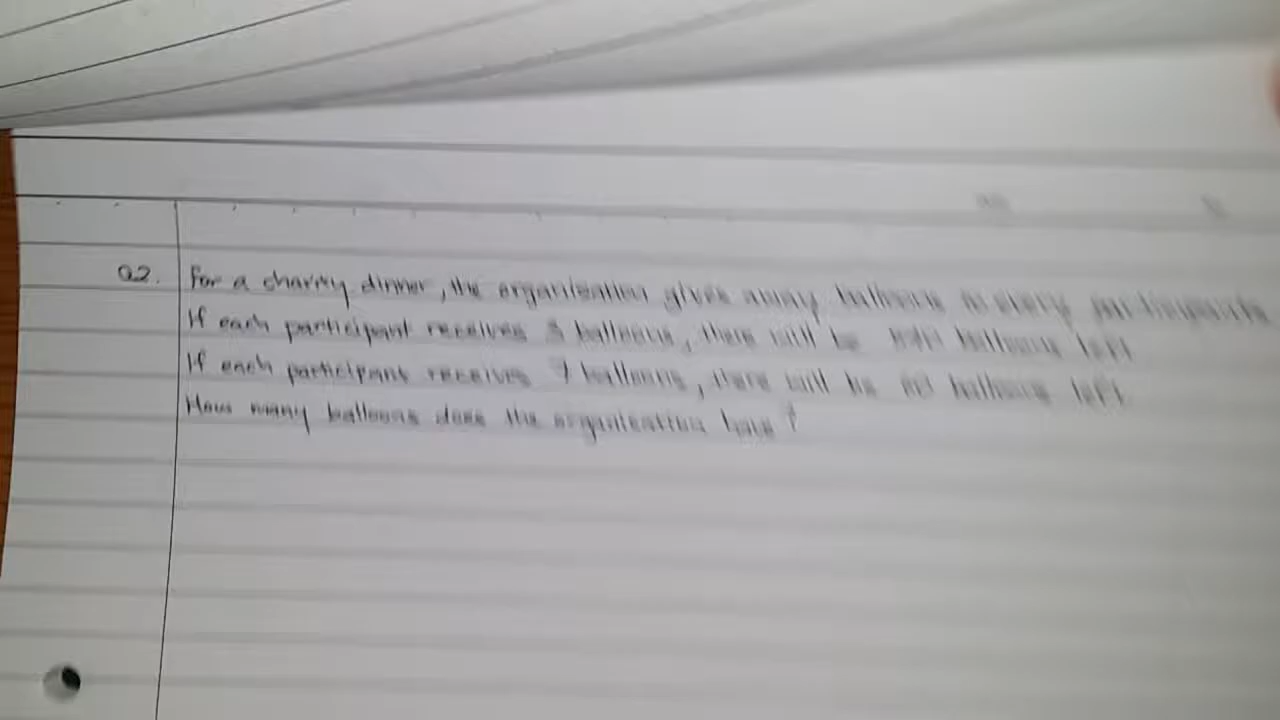 Q2. For a charity dinner, the organisation gives away balloons to every participants
If each participant receives balloons, there will be balloons left
If each participant receives 7 balloons, there will be balloons left
How many balloons does the organisation have?